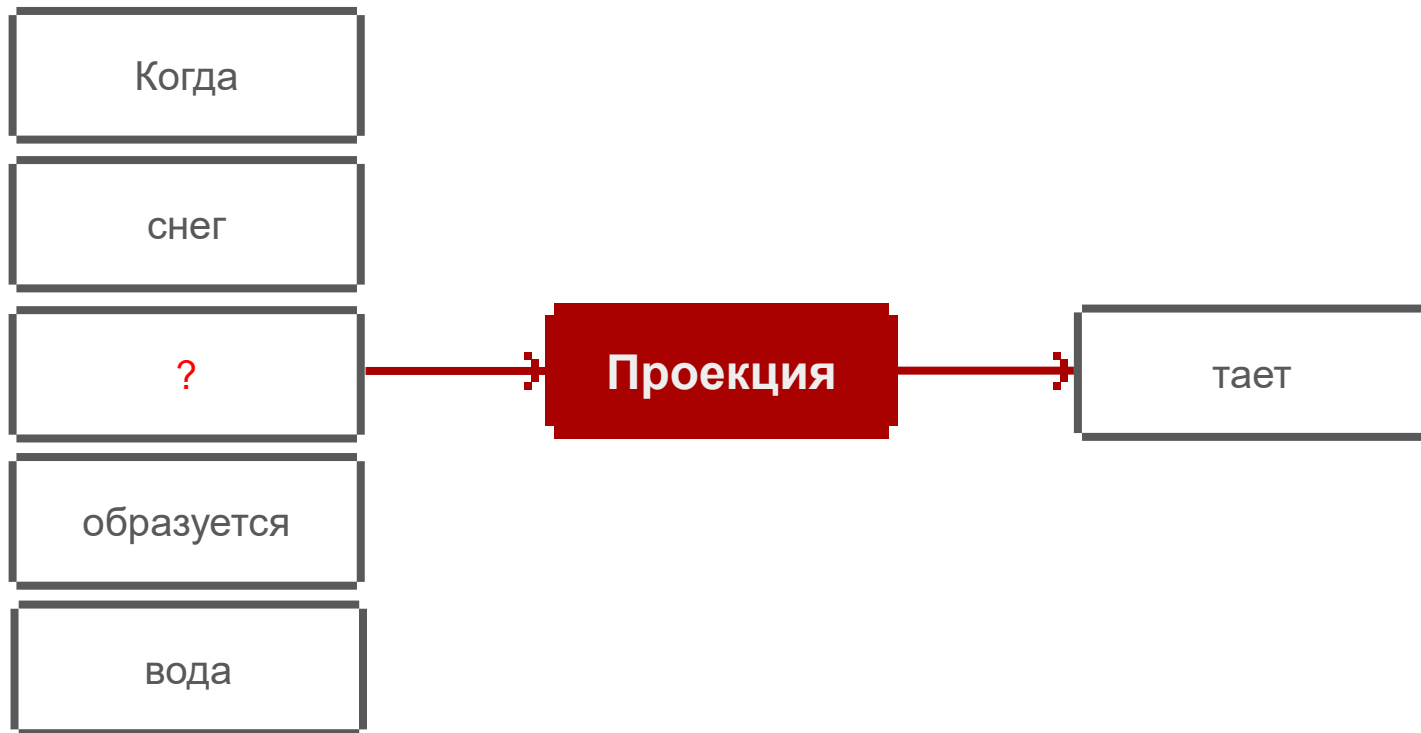 Когда
снег
?
образуется
вода
Проекция
тает